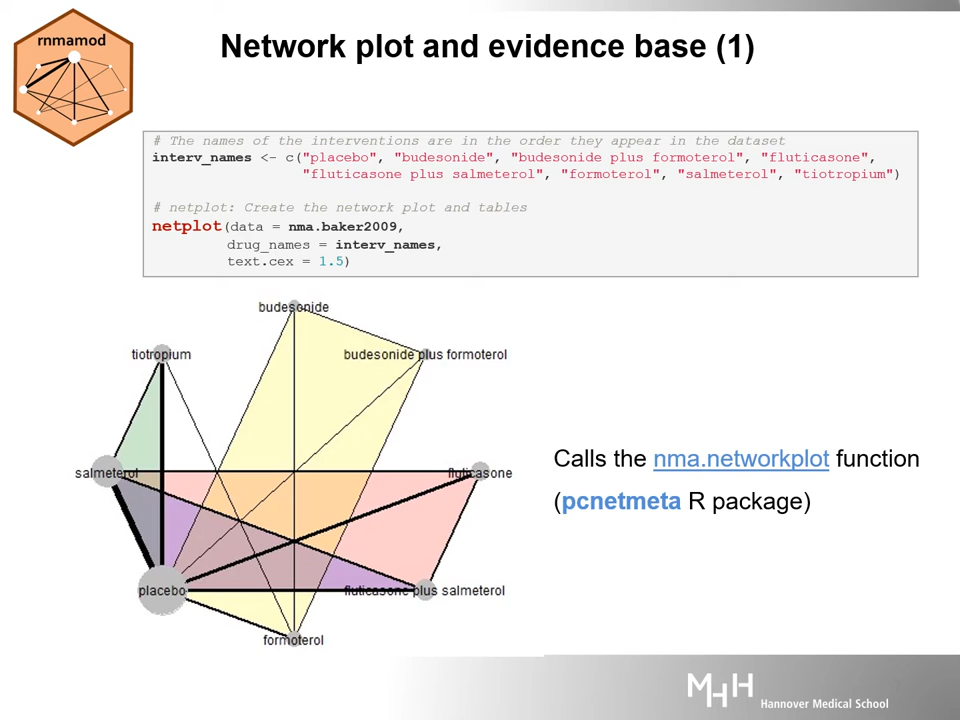 rnmamod
Network plot and evidence base (1)
# The names of the interventions are in the order they appear in the dataset
interv_names <- c("placebo", "budesonide", "budesonide plus formoterol", "fluticasone",
"fluticasone plus salmeterol", "formoterol", "salmeterol", "tiotropium")
# netplot: Create the network plot and tables
netplot(data = nma.baker2009,
drug_names = interv_names,
text.cex = 1.5)
budesonide
tiotropium
budesonide plus formoterol
salmeterol
fluticasone
placebo
fluticasone plus salmeterol
formoterol
Calls the nma.networkplot function
(pcnetmeta R package)
MHH
Hannover Medical School